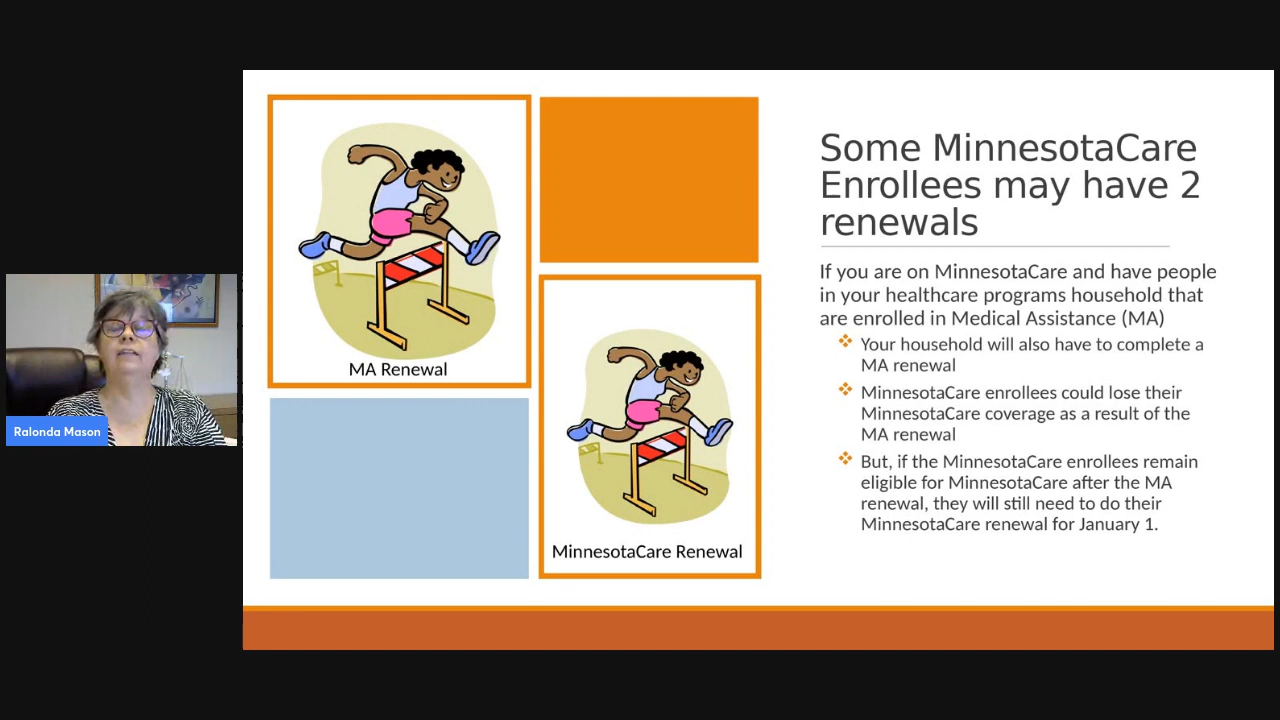 Some MinnesotaCare
Enrollees may have 2
renewals
If you are on MinnesotaCare and have people
in your healthcare programs household that
are enrolled in Medical Assistance (MA)
Your household will also have to complete a
MA renewal
MinnesotaCare enrollees could lose their
MinnesotaCare coverage as a result of the
MA renewal
But, if the MinnesotaCare enrollees remain
eligible for MinnesotaCare after the MA
renewal, they will still need to do their
MinnesotaCare renewal for January 1.
MA Renewal
MinnesotaCare Renewal
Ralonda Mason